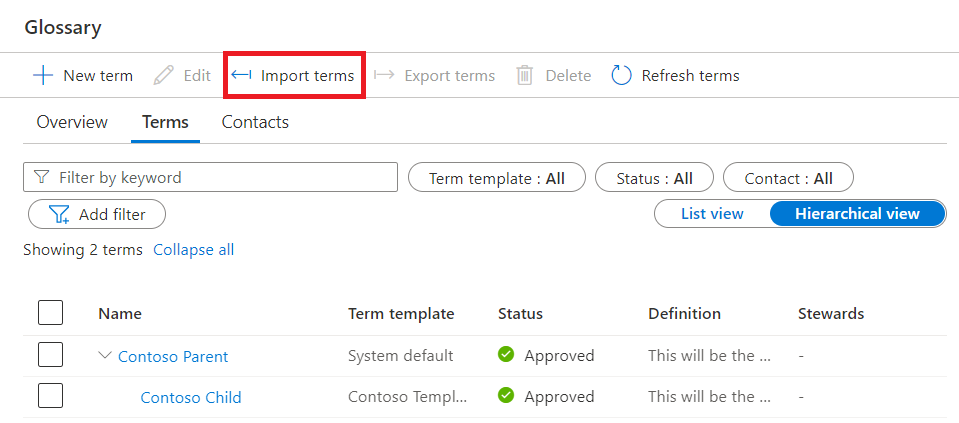 Glossary
New term Edit Import terms Export terms Delete Refresh terms
Overview Terms Contacts
Filter by keyword Term template : All Status : All Contact : All
Add filter List view Hierarchical view
Showing 2 terms Collapse all
Name Term template Status Definition Stewards
Contoso Parent System default Approved This will be the ... -
Contoso Child Contoso Templ... Approved This will be the ... -